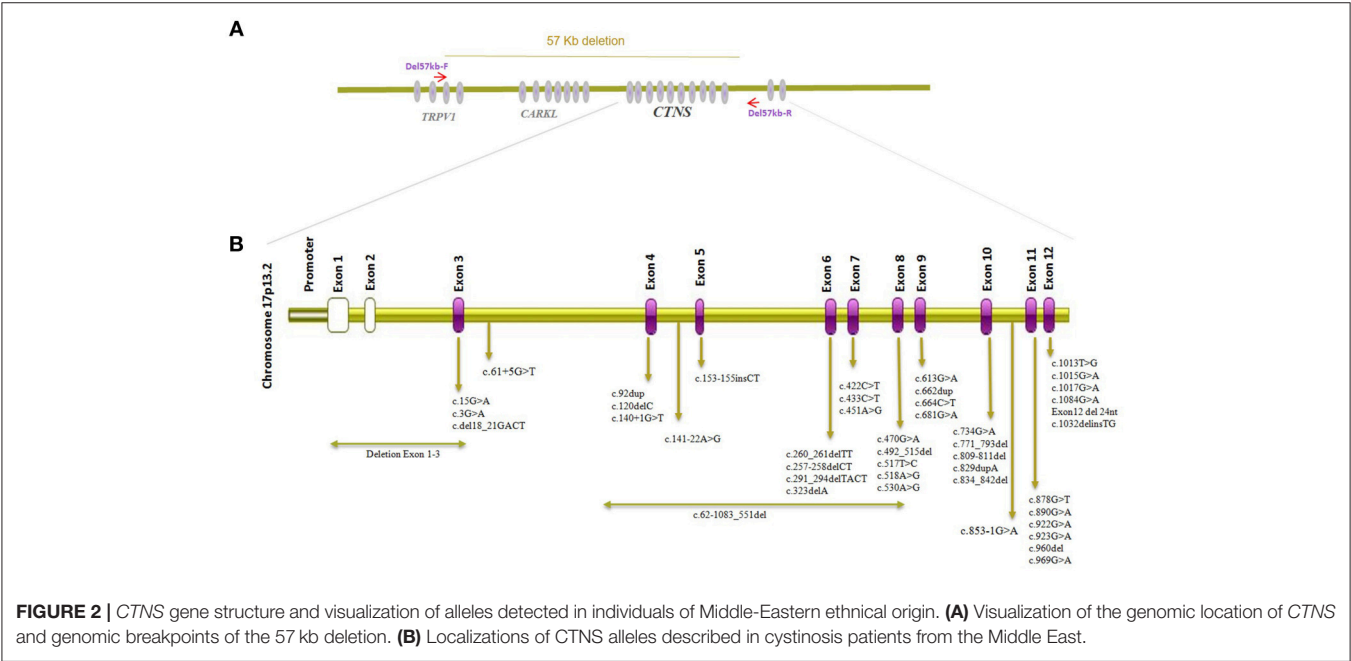 A
57 Kb deletion
Del57kb-F
TRPV1
CARKL
CTNS
Del57kb-R
B
Chromosome 17p13.2
Promoter
Exon 1
Exon 2
Exon 3
Exon 4
Exon 5
Exon 6
Exon 7
Exon 8
Exon 9
Exon 10
Exon 11
Exon 12
c.61+5G>T
c.15G>A
c.3G>A
c.del18_21GACT
Deletion Exon 1-3
c.92dup
c.120delC
c.140+1G>T
c.141-22A>G
c.153-155insCT
c.260_261delTT
c.257-258delCT
c.291_294delTACT
c.323delA
c.62-1083_551del
c.422C>T
c.433C>T
c.451A>G
c.470G>A
c.492_515del
c.517T>C
c.518A>G
c.530A>G
c.613G>A
c.662dup
c.664C>T
c.681G>A
c.734G>A
c.771_793del
c.809-811del
c.829dupA
c.834_842del
c.853-1G>A
c.878G>T
c.890G>A
c.922G>A
c.923G>A
c.960del
c.969G>A
c.1013T>G
c.1015G>A
c.1017G>A
c.1084G>A
Exon12 del 24nt
c.1032delinsTG
FIGURE 2 | CTNS gene structure and visualization of alleles detected in individuals of Middle-Eastern ethnical origin. (A) Visualization of the genomic location of CTNS
and genomic breakpoints of the 57 kb deletion. (B) Localizations of CTNS alleles described in cystinosis patients from the Middle East.